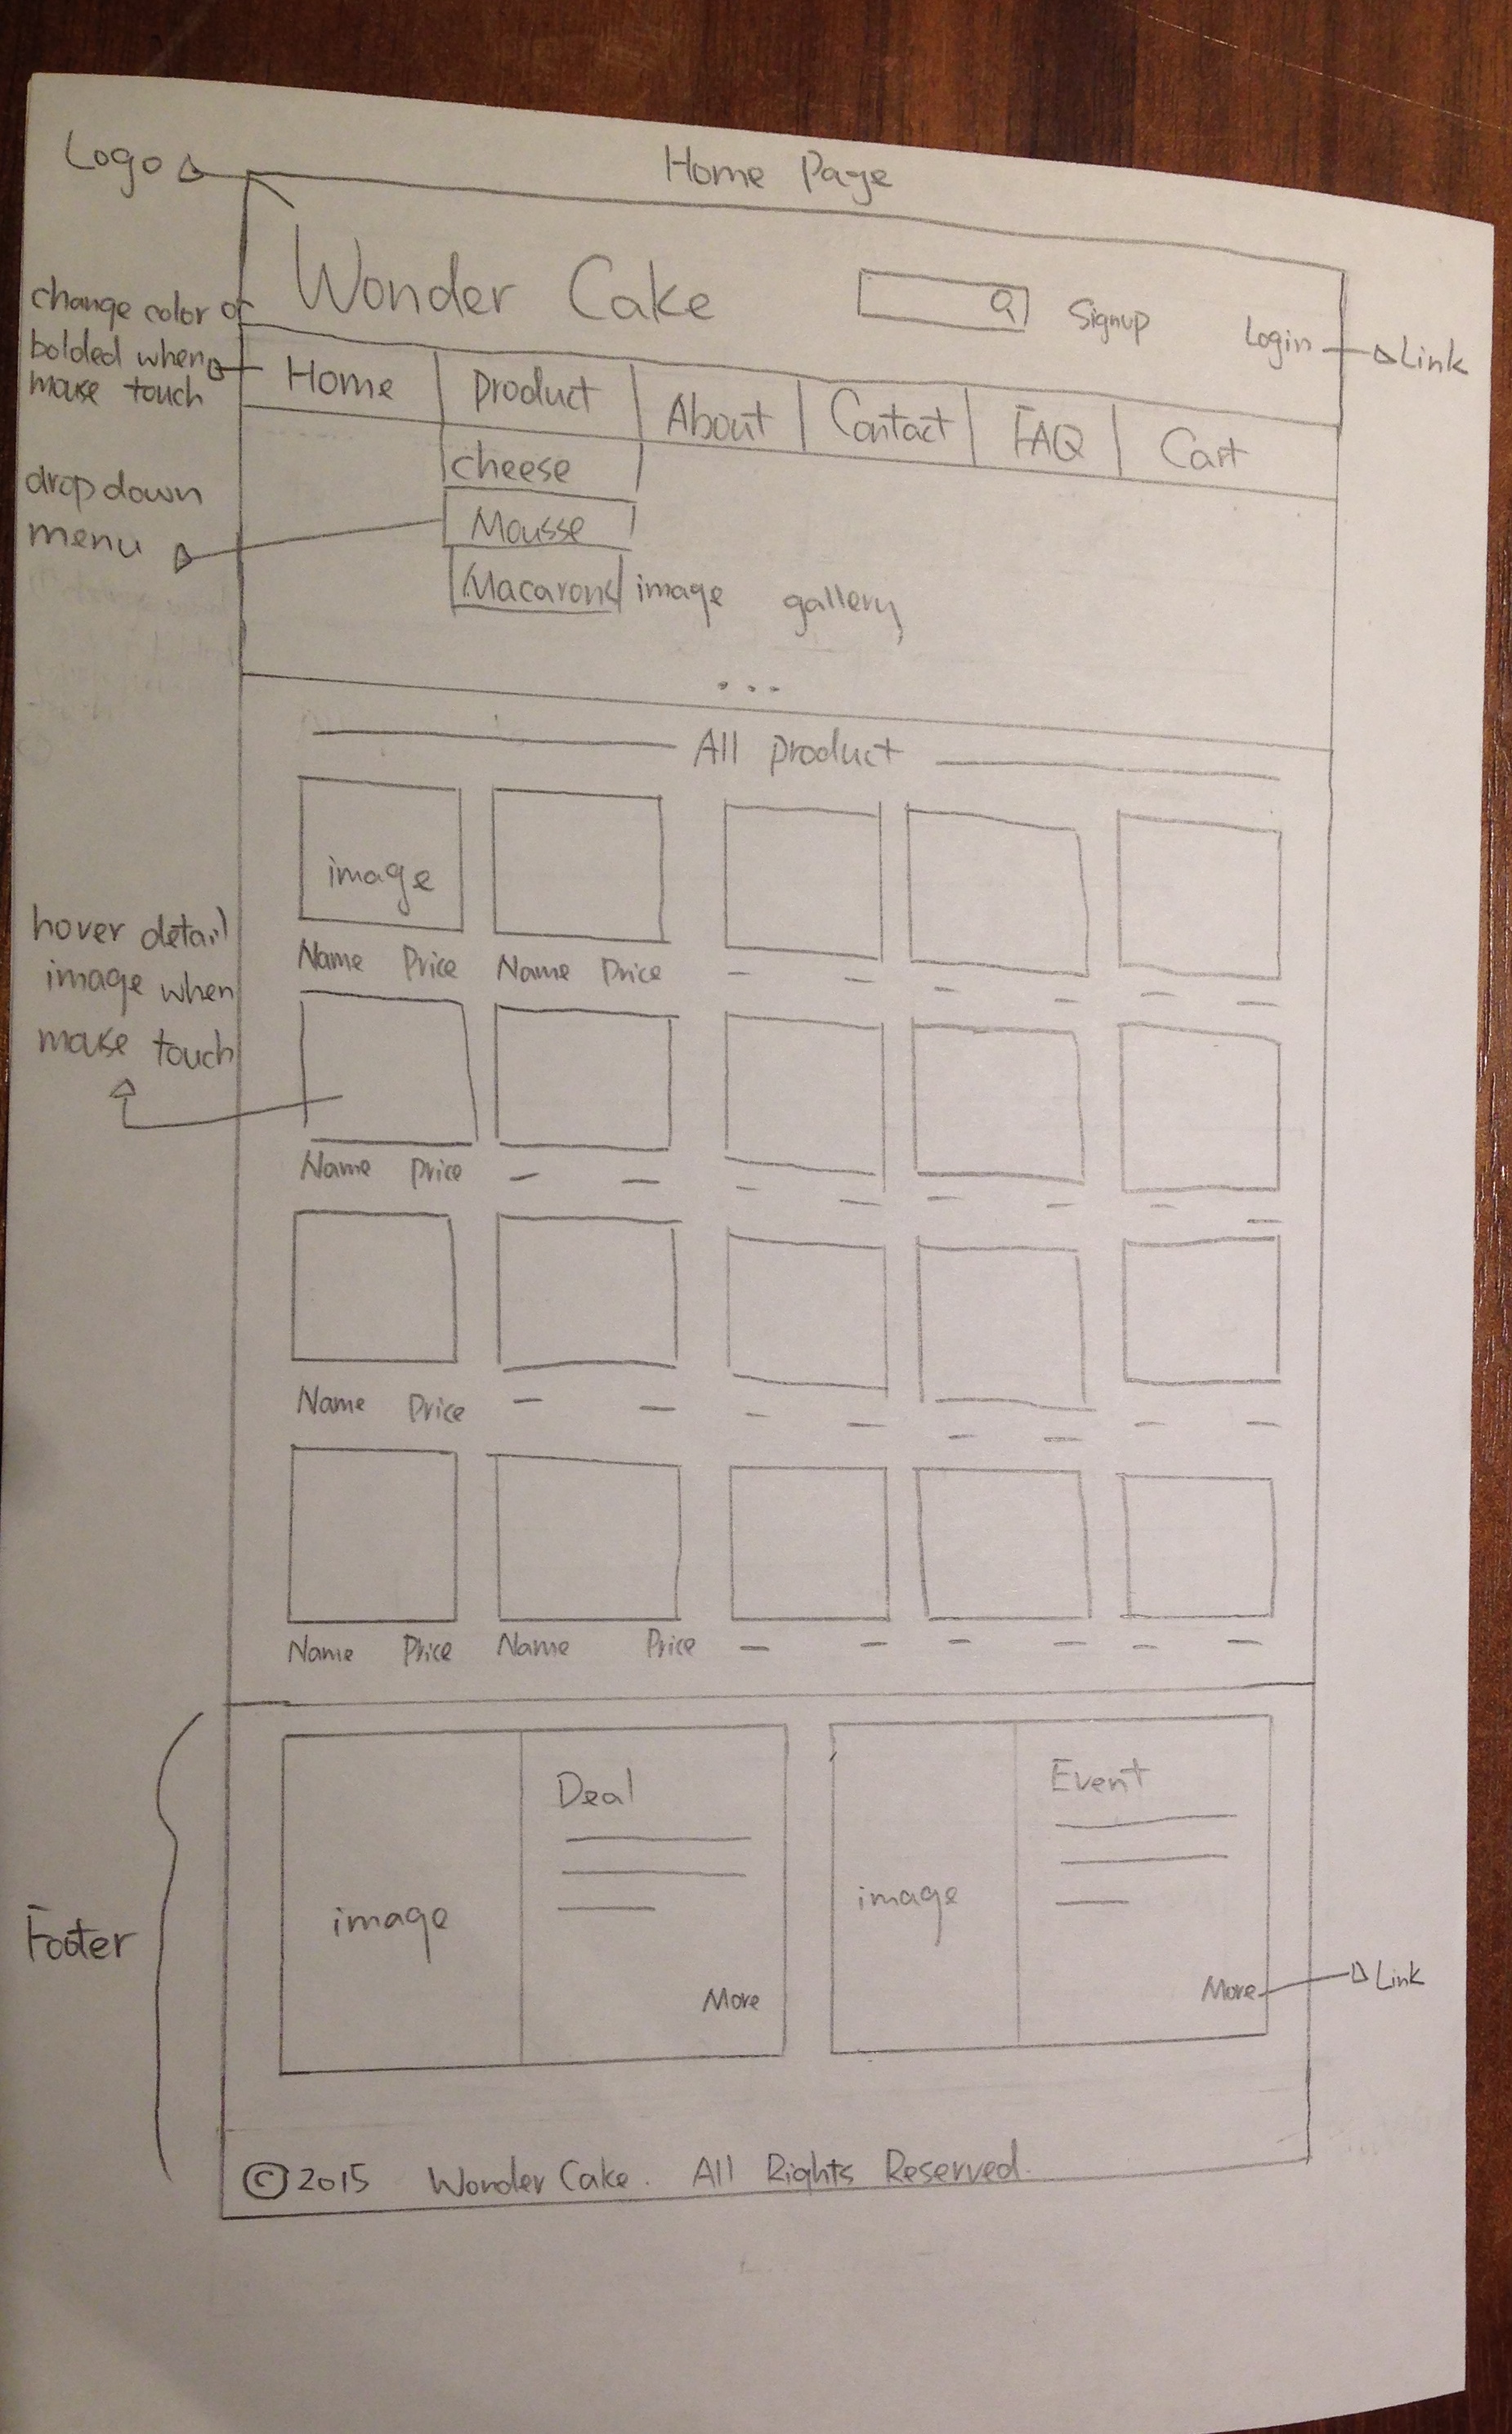 Home Page
Logo
Wonder Cake
Signup
Login
Link
change color or
bolded when
mouse touch
Home
Product
About
Contact
FAQ
Cart
cheese
Mousse
Macarons
drop down
menu
image gallery
...
All product
image
Name Price Name Price
hover detail
image when
mouse touch
Name Price
Name Price
Name Price Name Price
Footer
image
Deal
More
image
Event
More
Link
© 2015 Wonder Cake. All Rights Reserved.